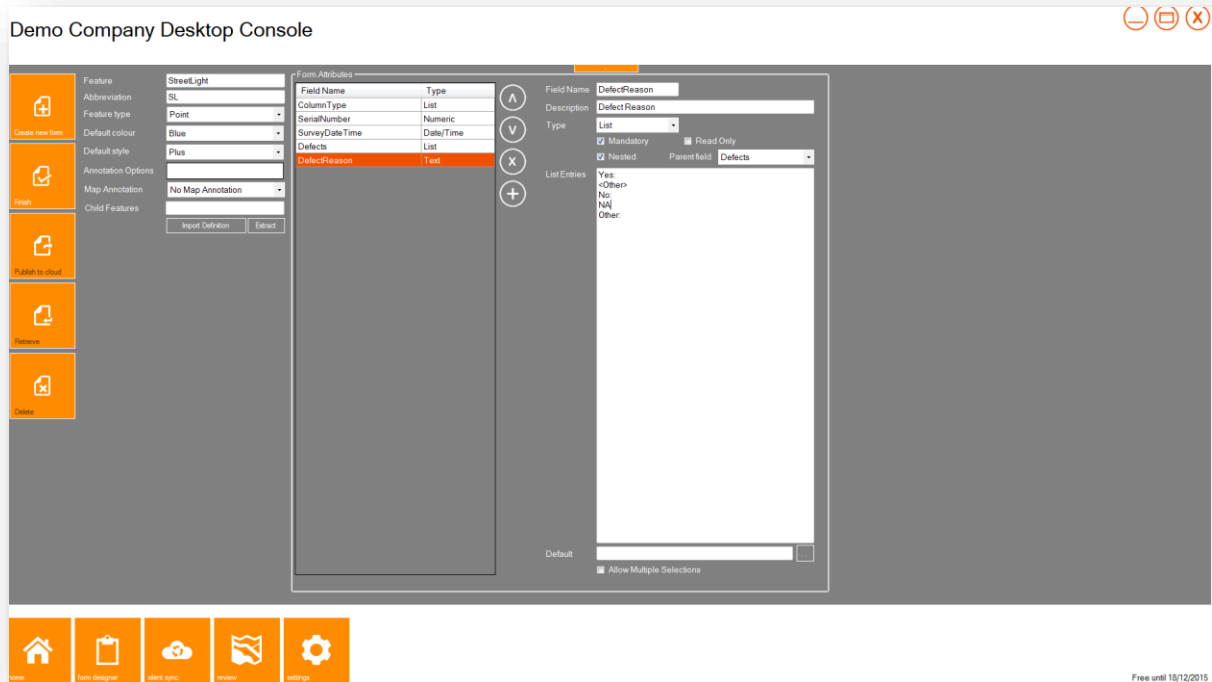 Demo Company Desktop Console
Create new form
Finish
Publish to cloud
Retrieve
Delete
Feature StreetLight
Abbreviation SL
Feature type Point
Default colour Blue
Default style Plus
Annotation Options
Map Annotation No Map Annotation
Child Features
Import Definition Extract
Form Attributes
Field Name Type
ColumnType List
SerialNumber Numeric
SurveyDateTime Date/Time
Defects List
DefectReason Text
Field Name DefectReason
Description Defect Reason
Type List
Mandatory Read Only
Nested Parent field Defects
List Entries Yes:
<Other>
No:
NA
Other:
Default ..
Allow Multiple Selections
home
form designer
silent sync
review
settings
Free until 18/12/2015